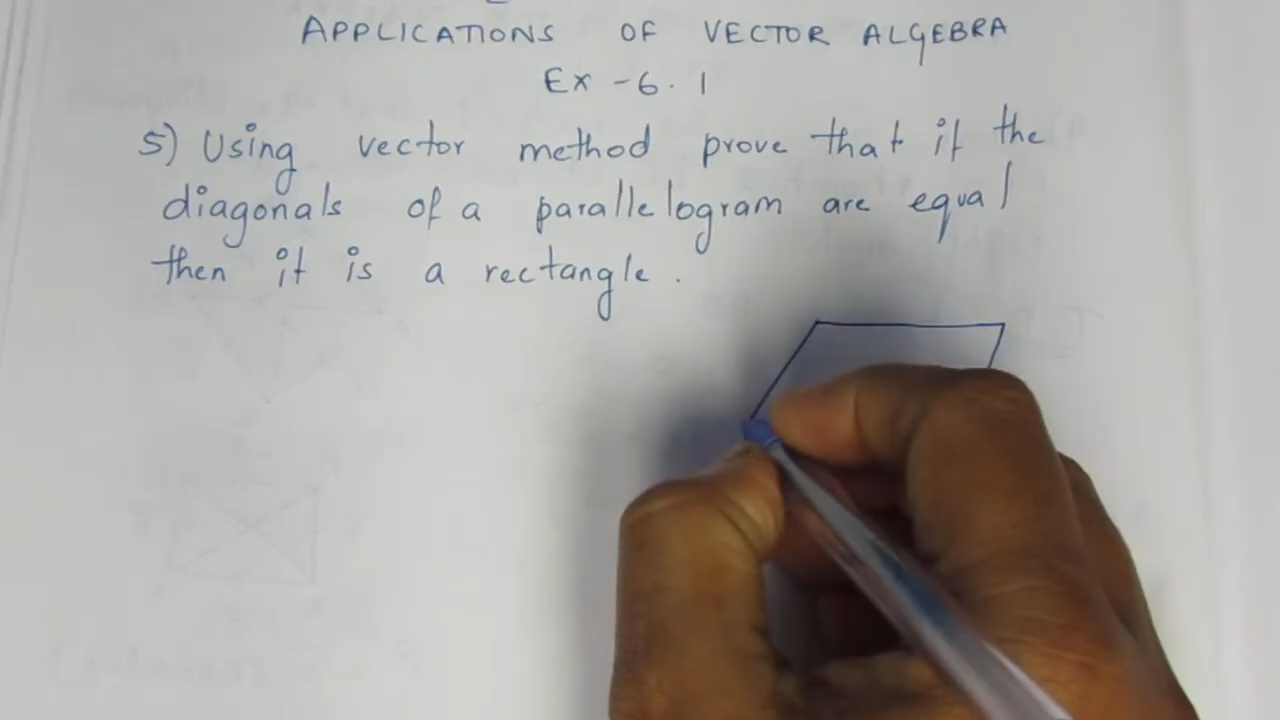 APPLICATIONS OF VECTOR ALGEBRA
Ex - 6.1
5) Using vector method prove that if the
diagonals of a parallelogram are equal
then it is a rectangle.